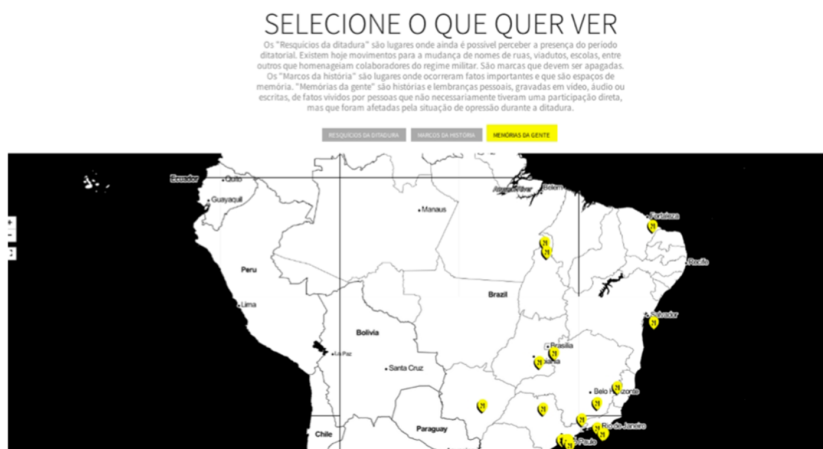 SELECIONE O QUE QUER VER
Os "Resquícios da ditadura" são lugares onde ainda é possível perceber a presença do período
ditatorial. Existem hoje movimentos para a mudança de nomes de ruas, viadutos, escolas, entre
outros que homenageiam colaboradores do regime militar. São marcas que devem ser apagadas.
Os "Marcos da história" são lugares onde ocorreram fatos importantes e que são espaços de
memória. "Memórias da gente" são histórias e lembranças pessoais, gravadas em vídeo, áudio ou
escritas, de fatos vividos por pessoas que não necessariamente tiveram uma participação direta,
mas que foram afetadas pela situação de opressão durante a ditadura.
RESQUÍCIOS DA DITADURA MARCOS DA HISTÓRIA MEMÓRIAS DA GENTE
Ecuador
Quito
Belém
Guayaquil
Manaus
Fortaleza
Recife
Peru
Brazil
Lima
Salvador
Bolivia
Brasília
La Paz
Santa Cruz
Belo
Rio de Janeiro
Chile
Paraguay
Paulo